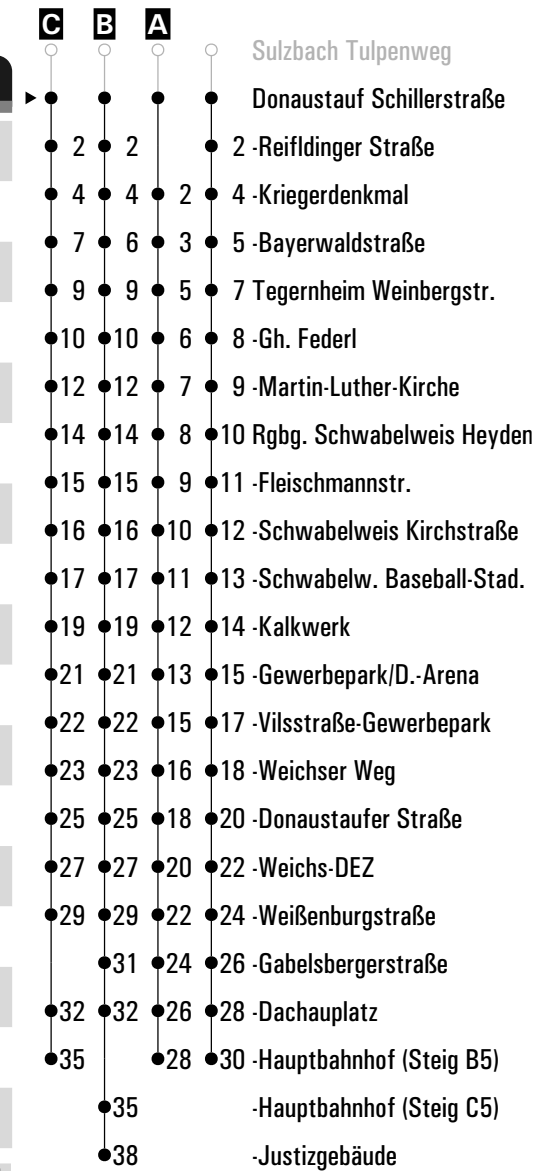 C B A
Sulzbach Tulpenweg
Donaustauf Schillerstraße
2 2 2 -Reifldinger Straße
4 4 2 4 -Kriegerdenkmal
7 6 3 5 -Bayerwaldstraße
9 9 5 7 Tegernheim Weinbergstr.
10 10 6 8 -Gh. Federl
12 12 7 9 -Martin-Luther-Kirche
14 14 8 10 Rgbg. Schwabelweis Heyden
15 15 9 11 -Fleischmannstr.
16 16 10 12 -Schwabelweis Kirchstraße
17 17 11 13 -Schwabelw. Baseball-Stad.
19 19 12 14 -Kalkwerk
21 21 13 15 -Gewerbepark/D.-Arena
22 22 15 17 -Vilsstraße-Gewerbepark
23 23 16 18 -Weichser Weg
25 25 18 20 -Donaustaufer Straße
27 27 20 22 -Weichs-DEZ
29 29 22 24 -Weißenburgstraße
31 24 26 -Gabelsbergerstraße
32 32 26 28 -Dachauplatz
35 28 30 -Hauptbahnhof (Steig B5)
35 -Hauptbahnhof (Steig C5)
38 -Justizgebäude